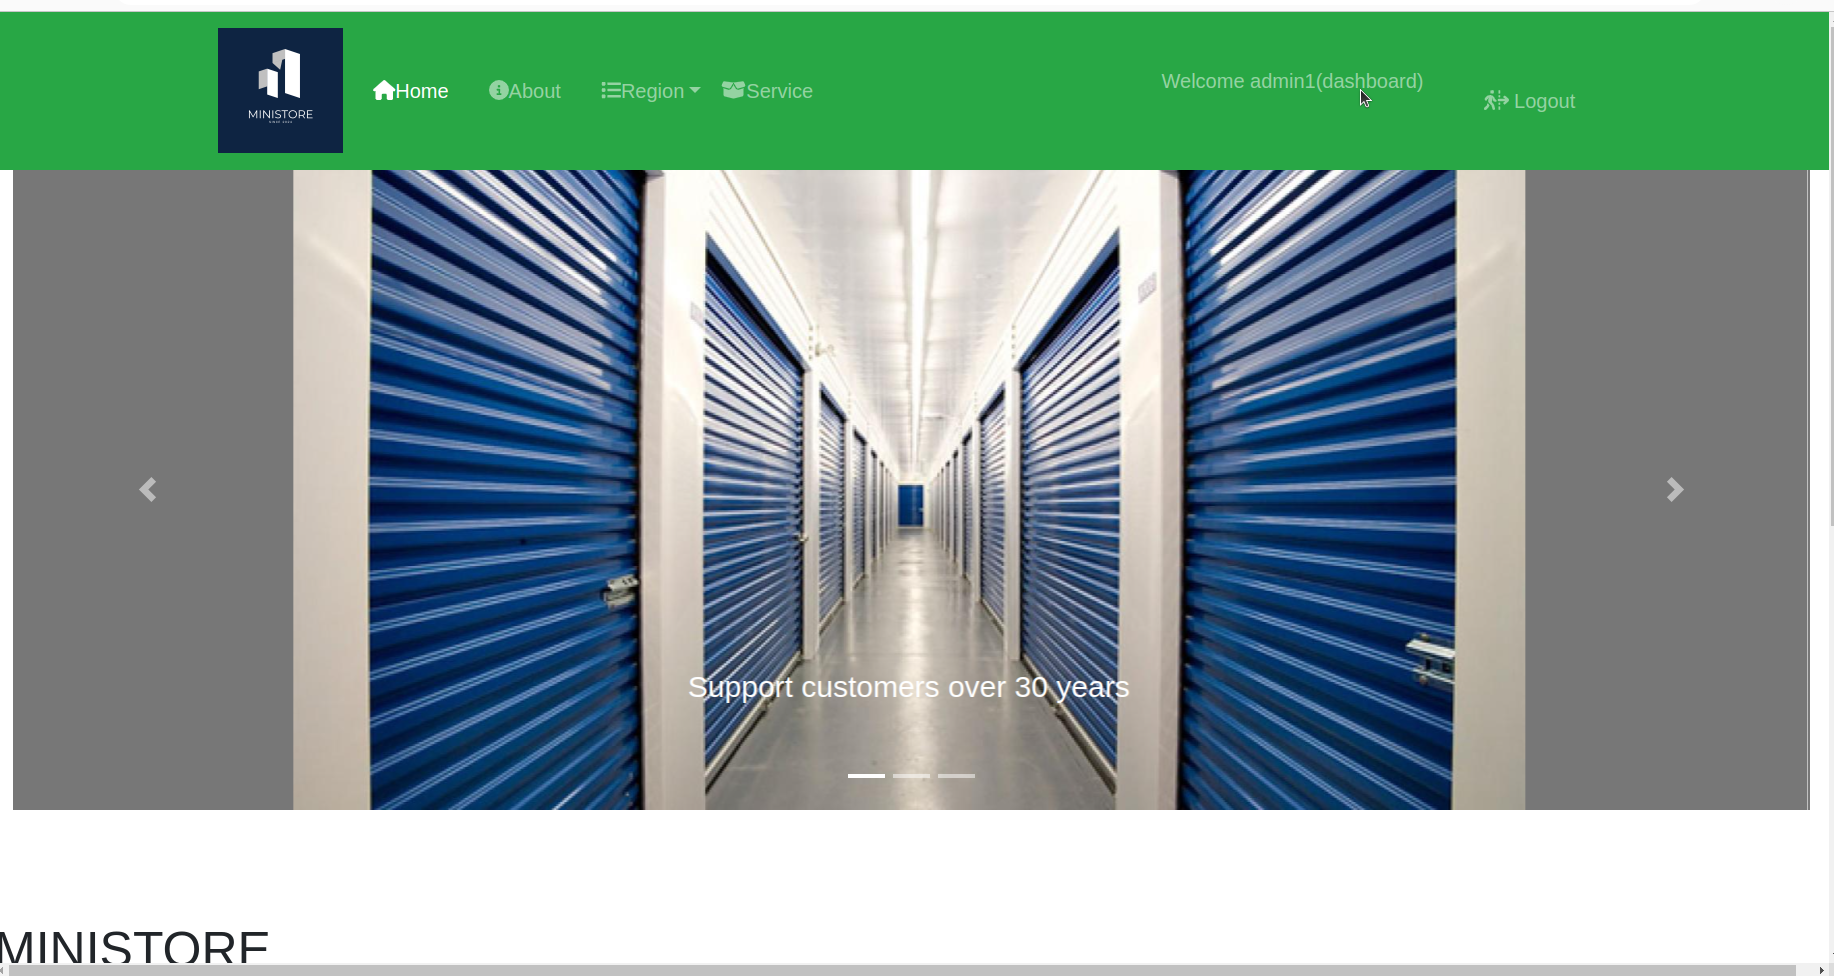 MINISTORE
Home
About
Region
Service
Welcome admin1(dashboard)
Logout
Support customers over 30 years
MINISTORE